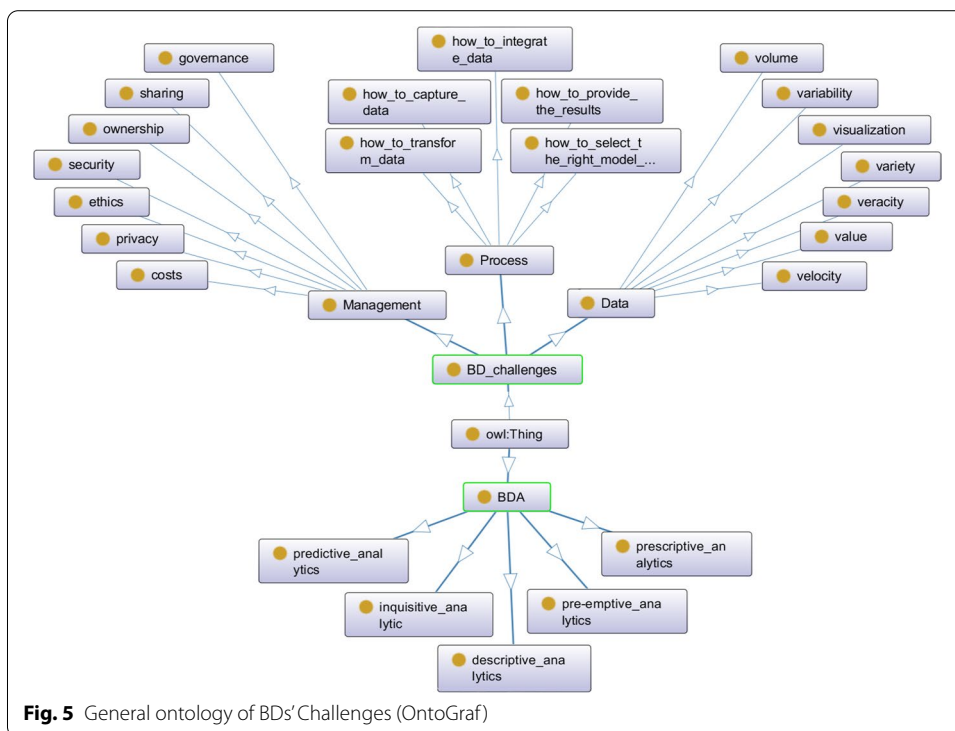 how_to_integrat
e_data
governance
volume
sharing
how_to_capture_
data
how_to_provide_
the_results
variability
ownership
visualization
how_to_transfor
m_data
how_to_select_t
he_right_model_...
security
variety
ethics
veracity
privacy
value
Process
costs
velocity
Management
Data
BD_challenges
owl:Thing
BDA
predictive_anal
ytics
prescriptive_an
alytics
inquisitive_ana
lytic
pre-emptive_ana
lytics
descriptive_ana
lytics
Fig. 5 General ontology of BDs' Challenges (OntoGraf)